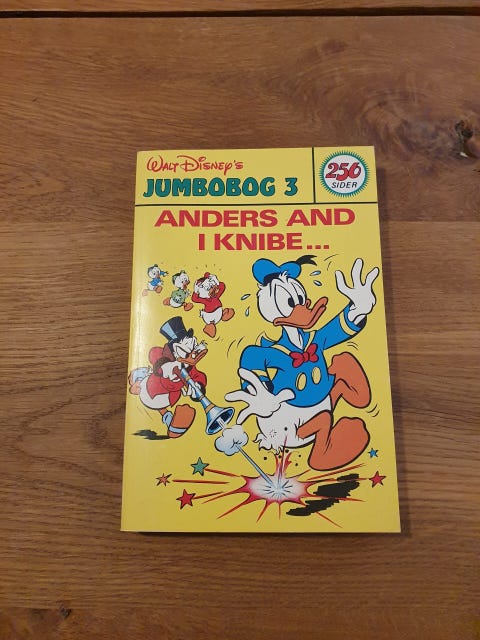 WALT DISNEY'S
JUMBOBOG 3
256
SIDER
ANDERS AND
I KNIBE...